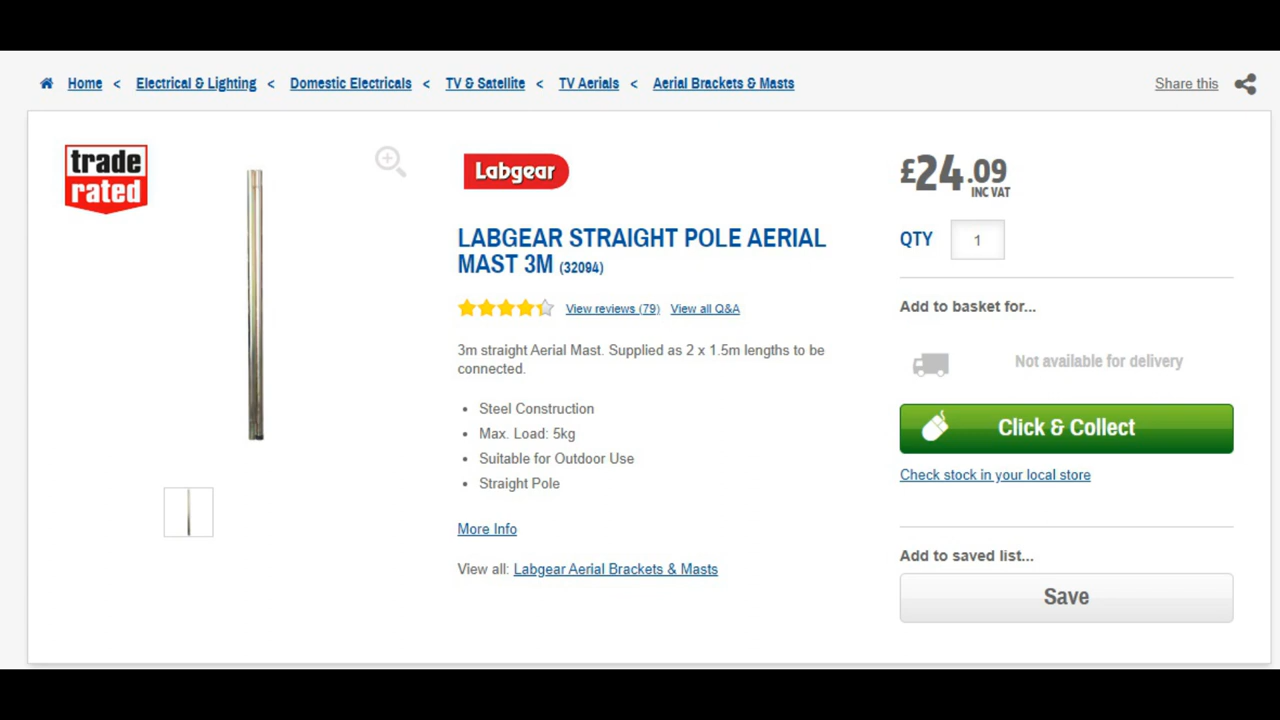 Home < Electrical & Lighting < Domestic Electricals < TV & Satellite < TV Aerials < Aerial Brackets & Masts
Share this
trade
rated
Labgear
LABGEAR STRAIGHT POLE AERIAL
MAST 3M (32094)
View reviews (79) View all Q&A
3m straight Aerial Mast. Supplied as 2 x 1.5m lengths to be
connected.
• Steel Construction
• Max. Load: 5kg
• Suitable for Outdoor Use
• Straight Pole
More Info
View all: Labgear Aerial Brackets & Masts
£24.09
INC VAT
QTY 1
Add to basket for...
Not available for delivery
Click & Collect
Check stock in your local store
Add to saved list...
Save